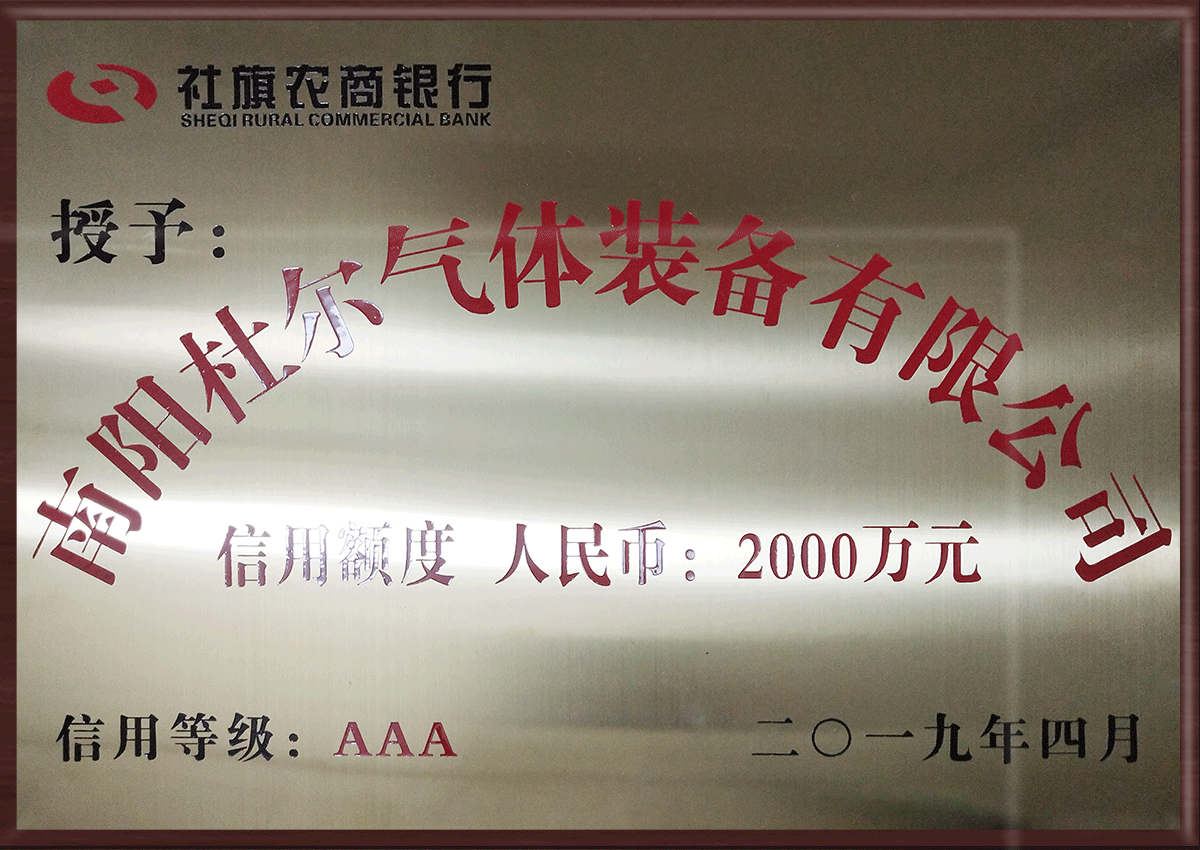 社旗农商银行
SHEQI RURAL COMMERCIAL BANK
授予：
南阳杜尔气体装备有限公司
信用额度 人民币：2000万元
信用等级：AAA
二〇一九年四月